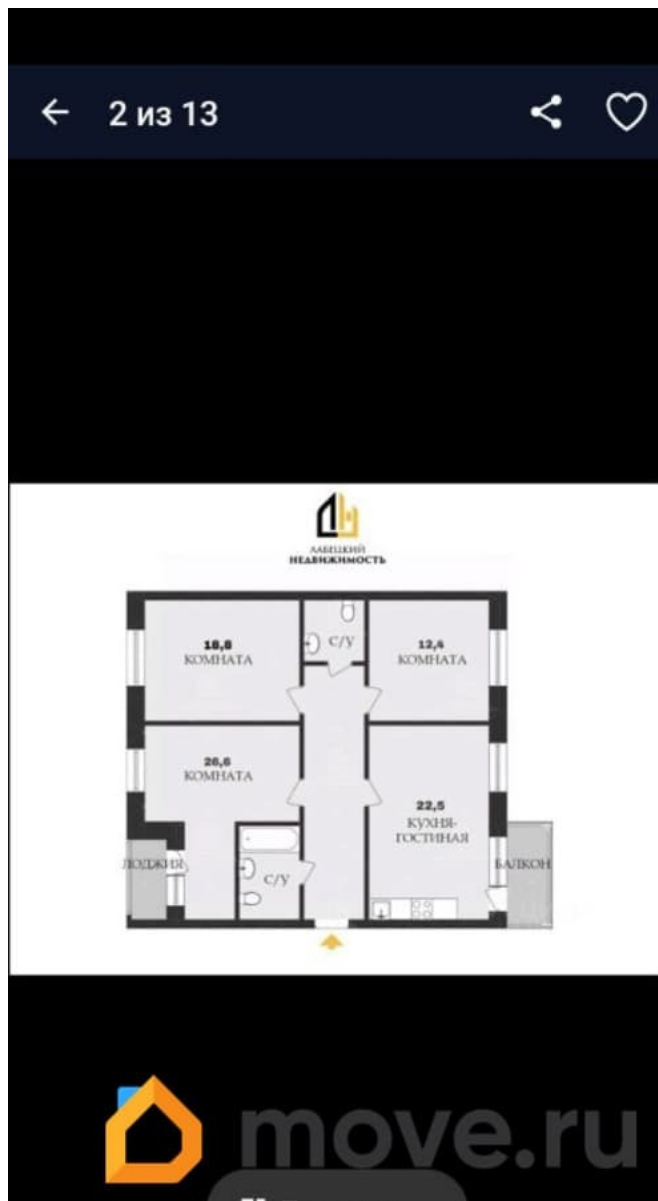 2 из 13
ЛАБЕЦКИЙ
НЕДВИЖИМОСТЬ
18,8
КОМНАТА
С/У
12,4
КОМНАТА
26,6
КОМНАТА
22,5
КУХНЯ-
ГОСТИНАЯ
ЛОДЖИЯ
С/У
БАЛКОН
move.ru